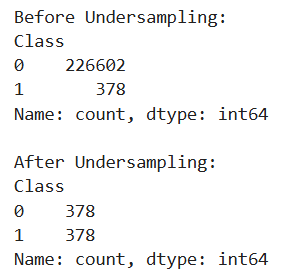 Before Undersampling:
Class
0    226602
1       378
Name: count, dtype: int64

After Undersampling:
Class
0    378
1    378
Name: count, dtype: int64